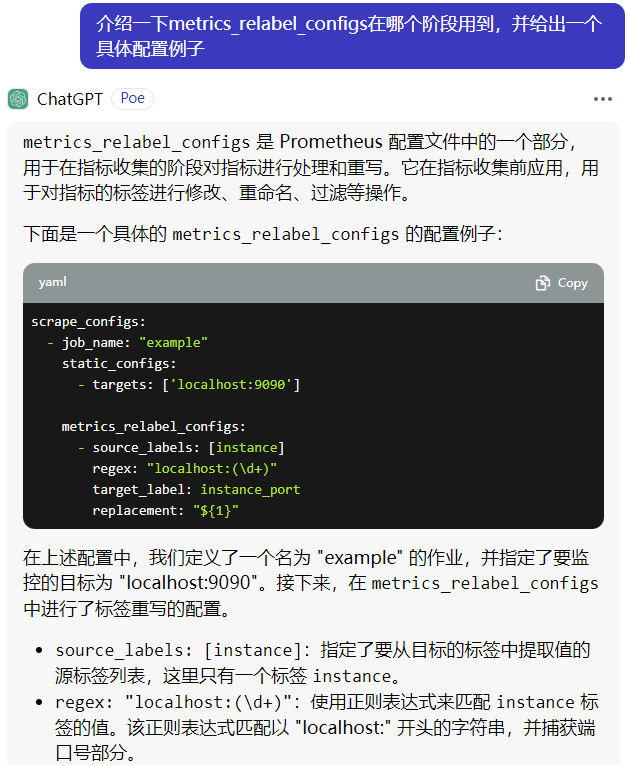 介绍一下metrics_relabel_configs在哪个阶段用到，并给出一个
具体配置例子
ChatGPT Poe
metrics_relabel_configs 是 Prometheus 配置文件中的一个部分，
用于在指标收集的阶段对指标进行处理和重写。它在指标收集前应用，用
于对指标的标签进行修改、重命名、过滤等操作。
下面是一个具体的 metrics_relabel_configs 的配置例子：
yaml Copy
scrape_configs:
  - job_name: "example"
    static_configs:
      - targets: ['localhost:9090']
    metrics_relabel_configs:
      - source_labels: [instance]
        regex: "localhost:(\d+)"
        target_label: instance_port
        replacement: "${1}"
在上述配置中，我们定义了一个名为 "example" 的作业，并指定了要监
控的目标为 "localhost:9090"。接下来，在 metrics_relabel_configs
中进行了标签重写的配置。
• source_labels: [instance]：指定了要从目标的标签中提取值的
源标签列表，这里只有一个标签 instance。
• regex: "localhost:(\d+)"：使用正则表达式来匹配 instance 标
签的值。该正则表达式匹配以 "localhost:" 开头的字符串，并捕获端
口号部分。